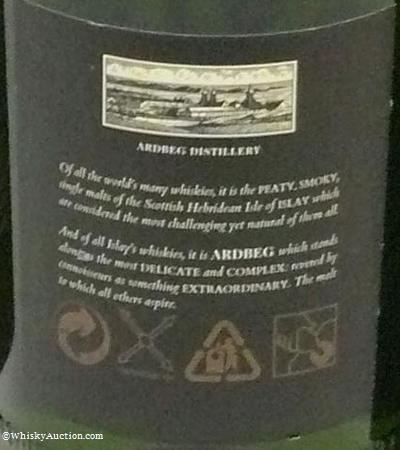 ARDBEG DISTILLERY
Of all the world's many whiskies, it is the PEATY, SMOKY,
single malts of the Scottish Hebridean Isle of ISLAY which
are considered the most challenging yet natural of them all.
And of all Islay's whiskies, it is ARDBEG which stands
alongside the most DELICATE and COMPLEX: revered by
connoisseurs as something EXTRAORDINARY. The malt
to which all others aspire.
©WhiskyAuction.com